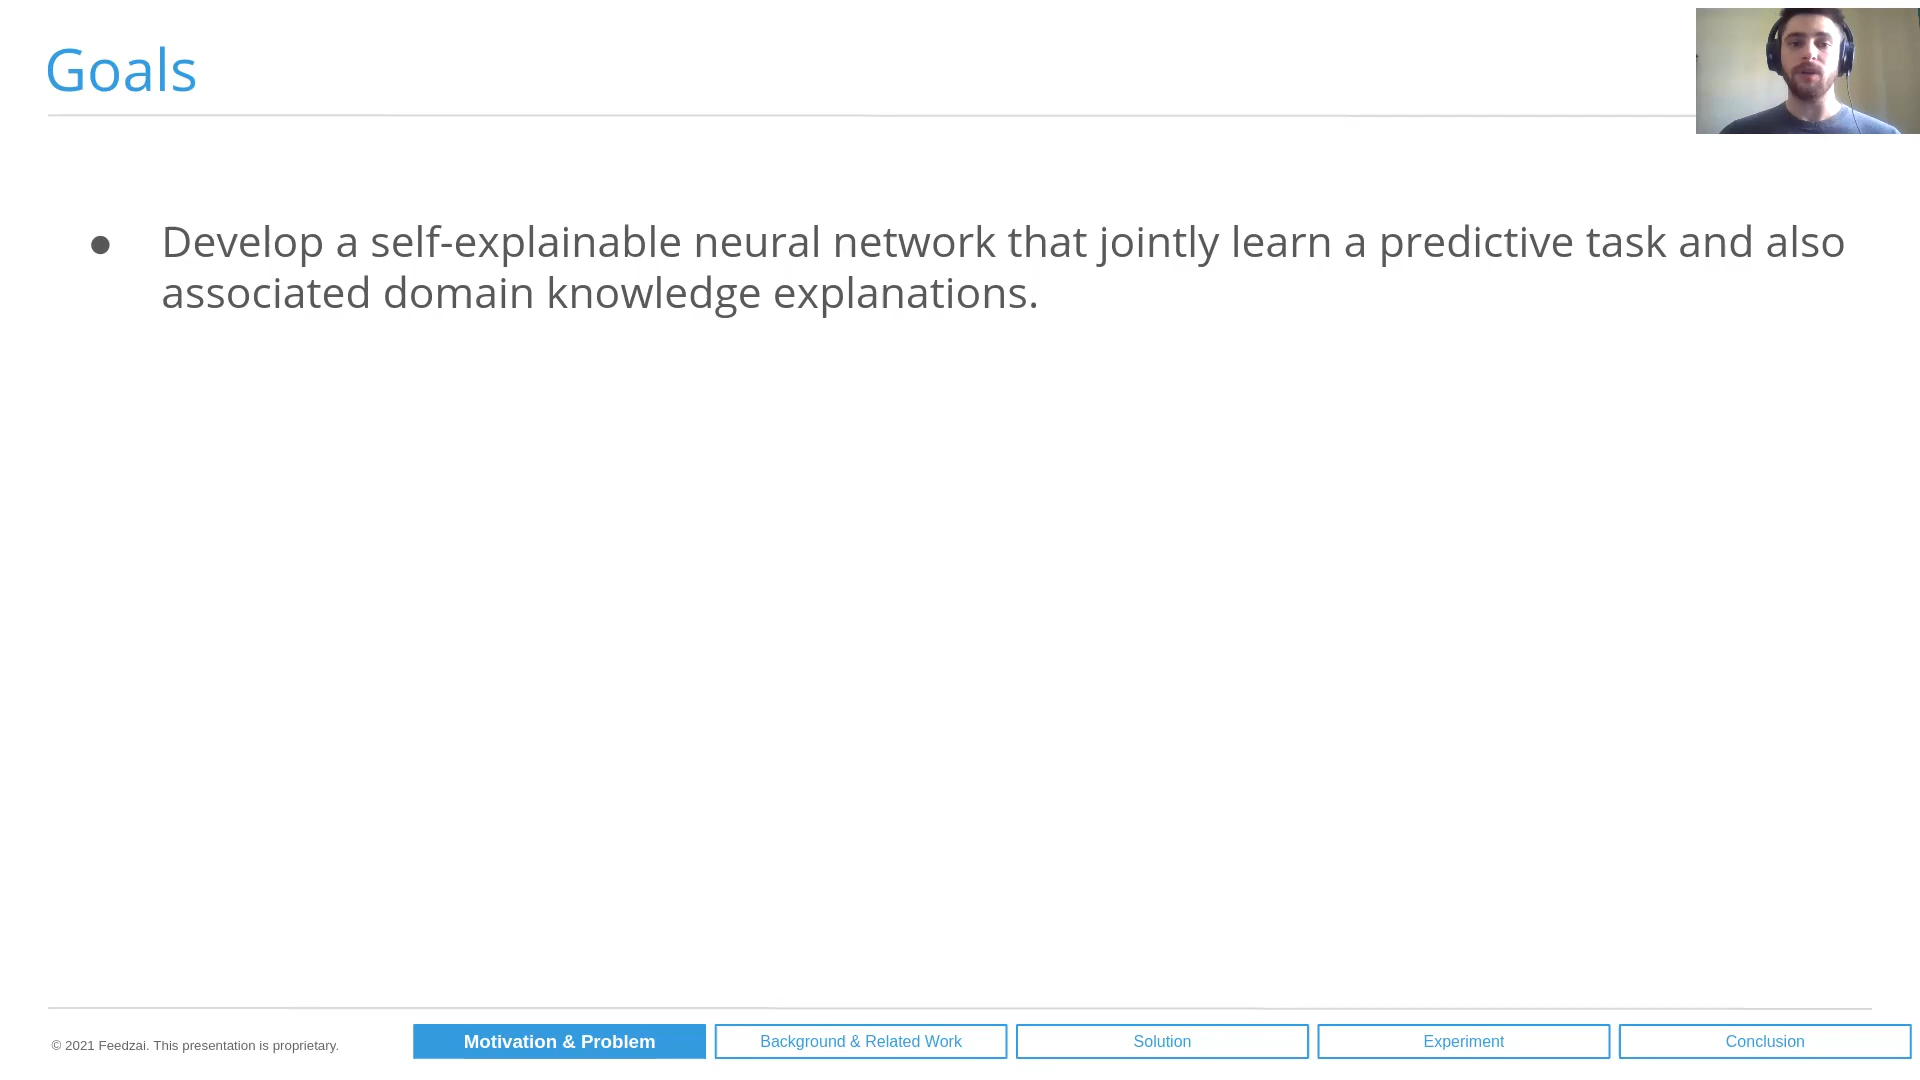 Goals
● Develop a self-explainable neural network that jointly learn a predictive task and also
associated domain knowledge explanations.
© 2021 Feedzai. This presentation is proprietary.
Motivation & Problem
Background & Related Work
Solution
Experiment
Conclusion